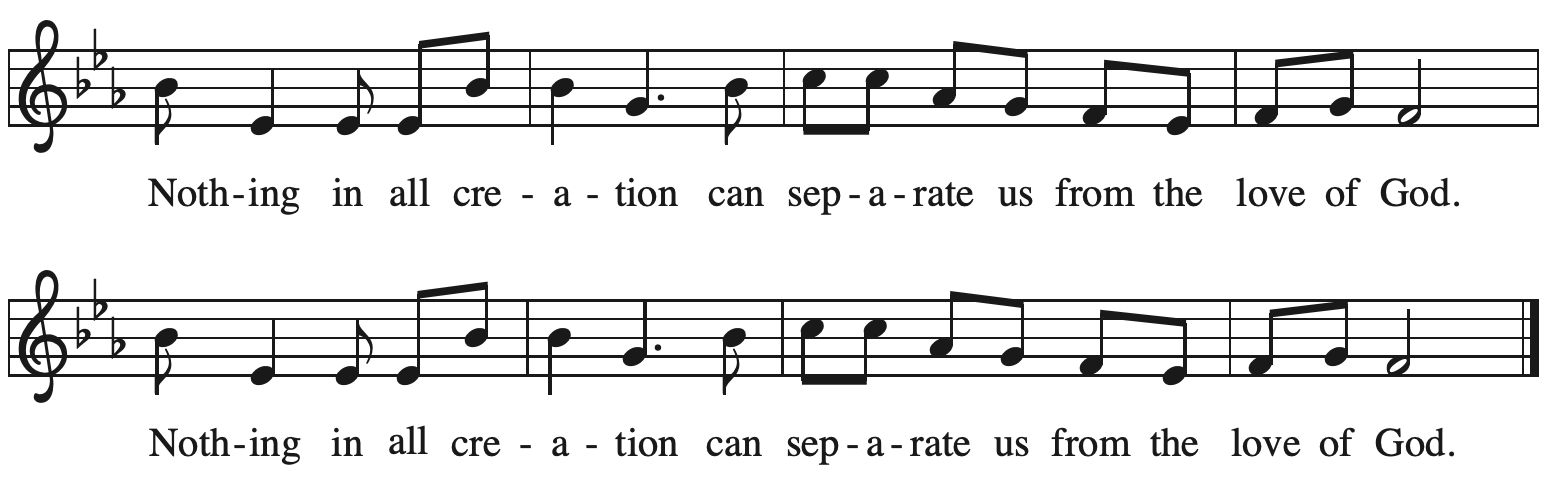 Noth-ing in all cre - a - tion can sep - a - rate us from the love of God.
Noth-ing in all cre - a - tion can sep - a - rate us from the love of God.